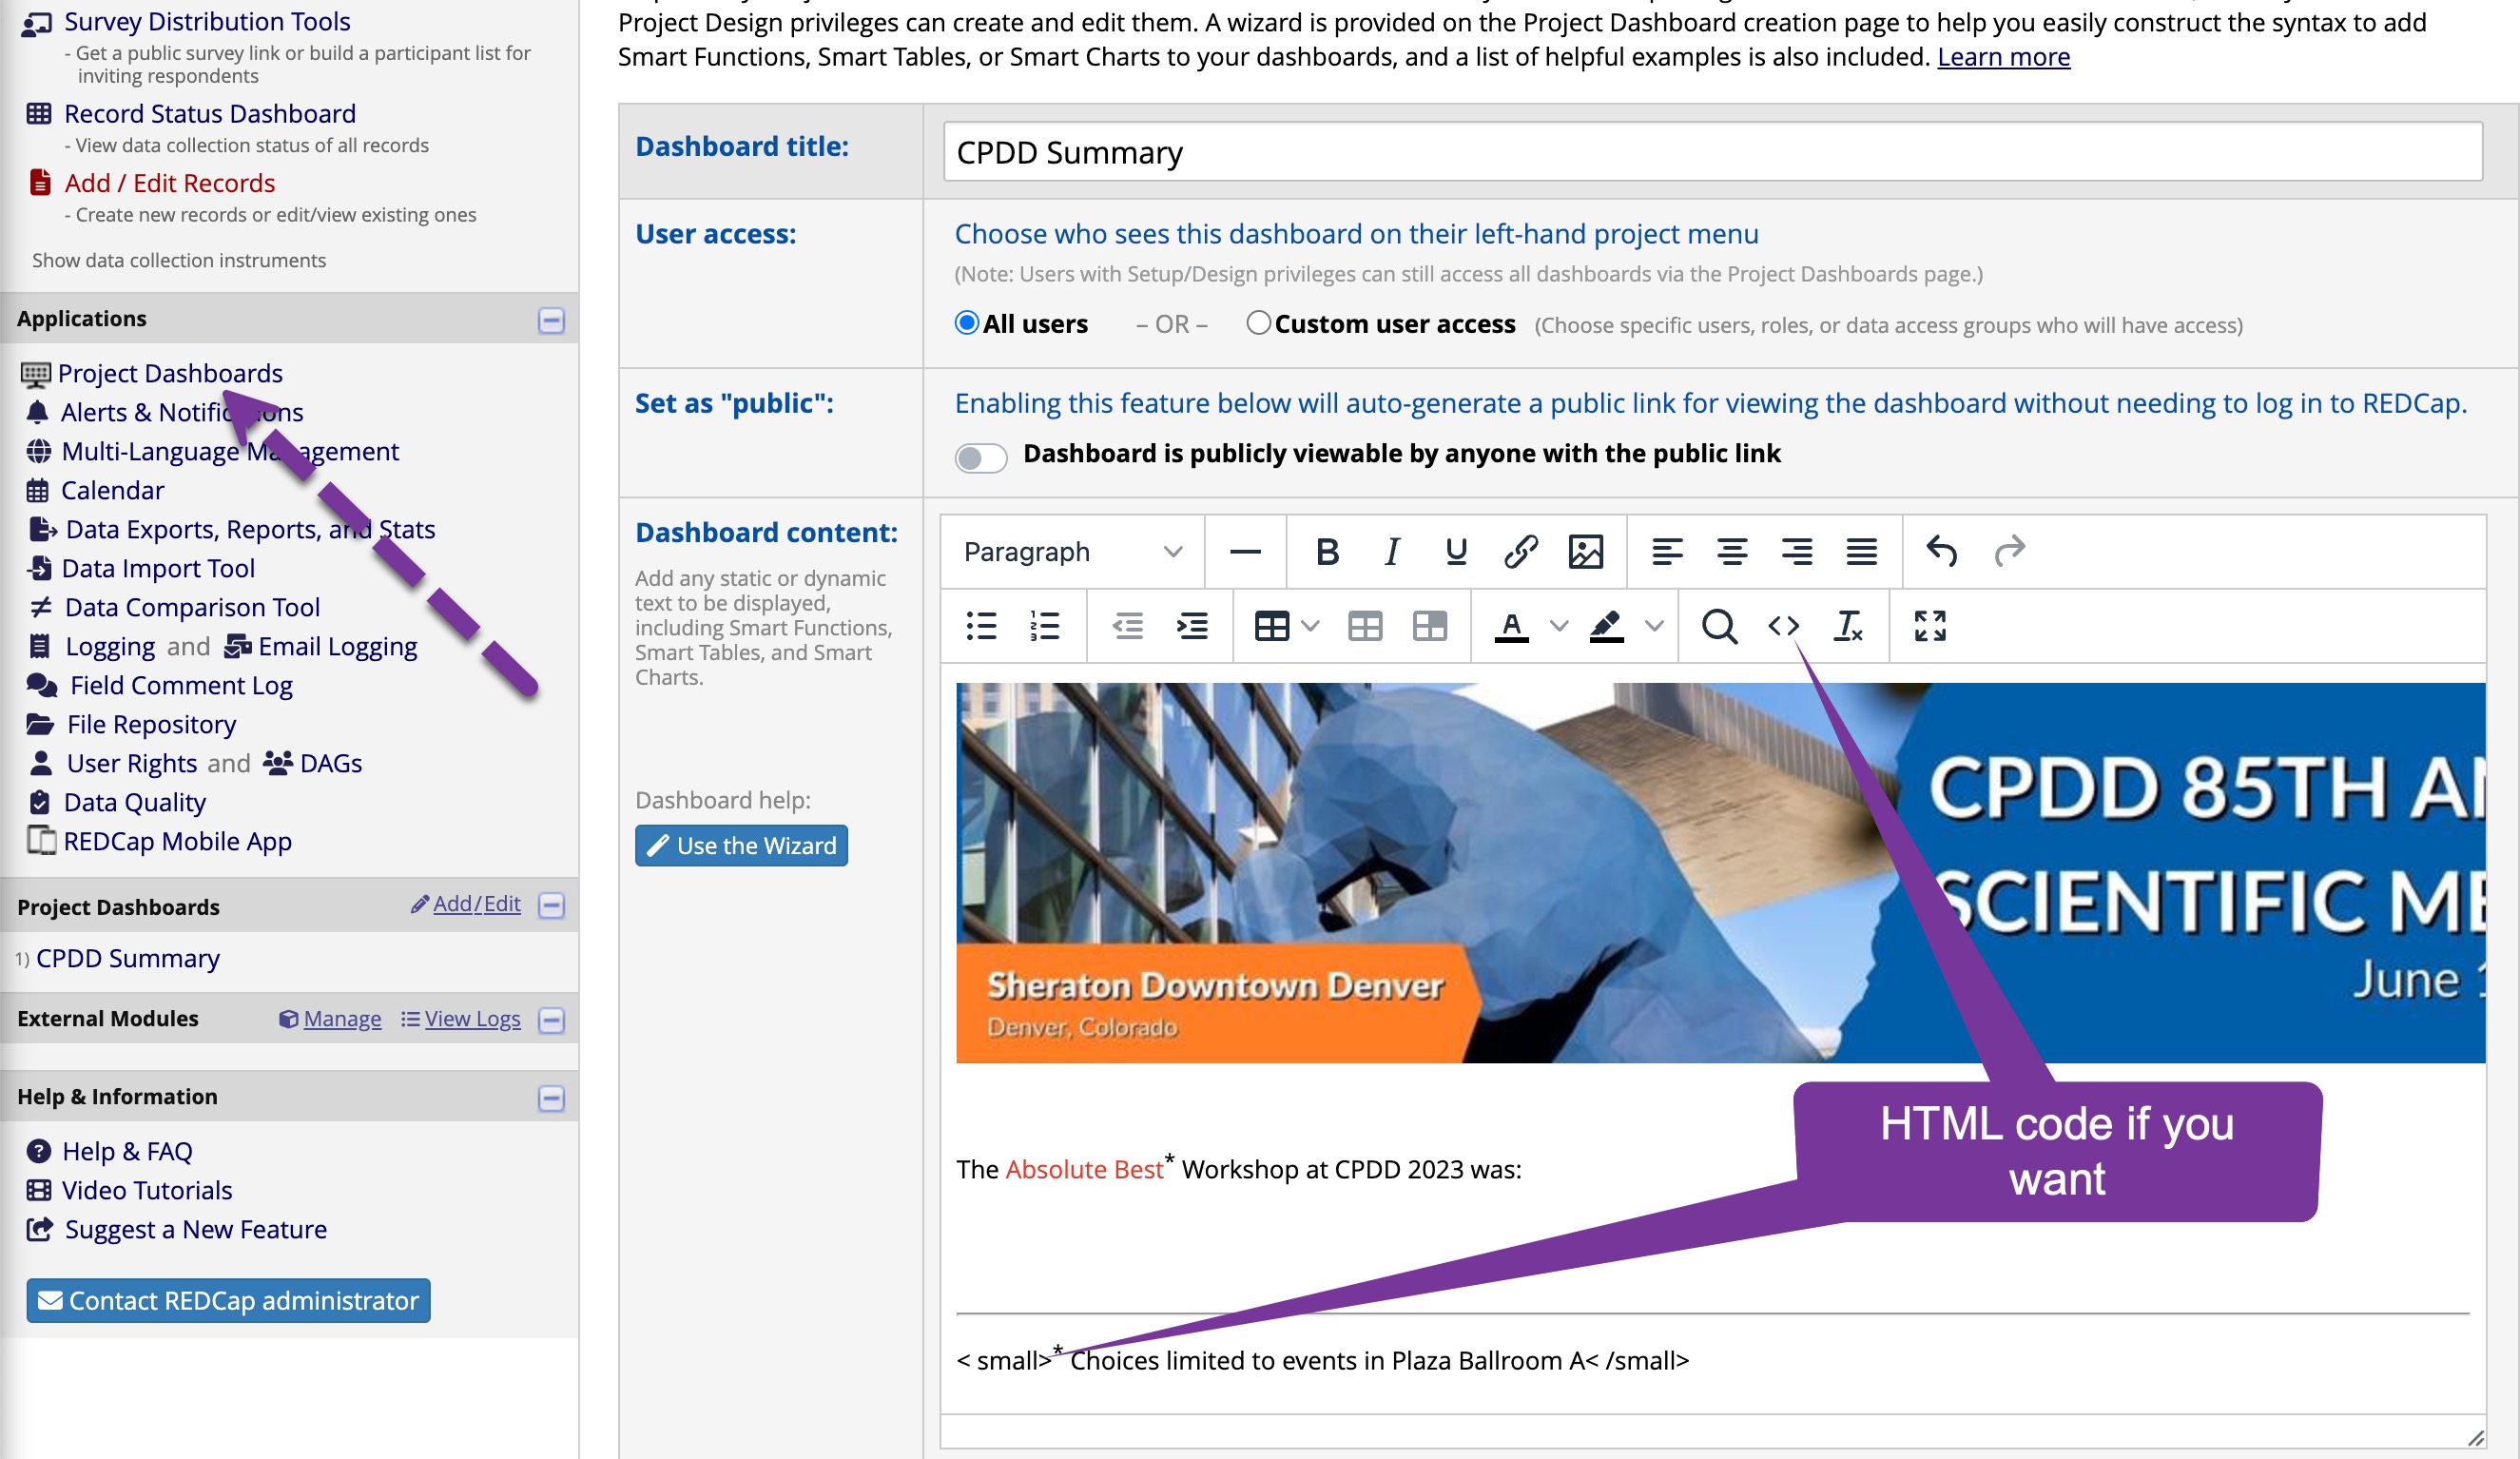 Survey Distribution Tools
- Get a public survey link or build a participant list for
inviting respondents
Record Status Dashboard
- View data collection status of all records
Add / Edit Records
- Create new records or edit/view existing ones
Show data collection instruments
Applications
Project Dashboards
Alerts & Notifications
Multi-Language Management
Calendar
Data Exports, Reports, and Stats
Data Import Tool
Data Comparison Tool
Logging and Email Logging
Field Comment Log
File Repository
User Rights and DAGs
Data Quality
REDCap Mobile App
Project Dashboards Add/Edit
1) CPDD Summary
External Modules Manage View Logs
Help & Information
Help & FAQ
Video Tutorials
Suggest a New Feature
Contact REDCap administrator
Project Design privileges can create and edit them. A wizard is provided on the Project Dashboard creation page to help you easily construct the syntax to add
Smart Functions, Smart Tables, or Smart Charts to your dashboards, and a list of helpful examples is also included. Learn more
Dashboard title: CPDD Summary
User access: Choose who sees this dashboard on their left-hand project menu
(Note: Users with Setup/Design privileges can still access all dashboards via the Project Dashboards page.)
All users – OR – Custom user access (Choose specific users, roles, or data access groups who will have access)
Set as "public": Enabling this feature below will auto-generate a public link for viewing the dashboard without needing to log in to REDCap.
Dashboard is publicly viewable by anyone with the public link
Dashboard content:
Add any static or dynamic
text to be displayed,
including Smart Functions,
Smart Tables, and Smart
Charts.
Dashboard help:
Use the Wizard
Paragraph
CPDD 85TH AN
SCIENTIFIC ME
June 1
Sheraton Downtown Denver
Denver, Colorado
HTML code if you
want
The Absolute Best* Workshop at CPDD 2023 was:
< small>* Choices limited to events in Plaza Ballroom A< /small>